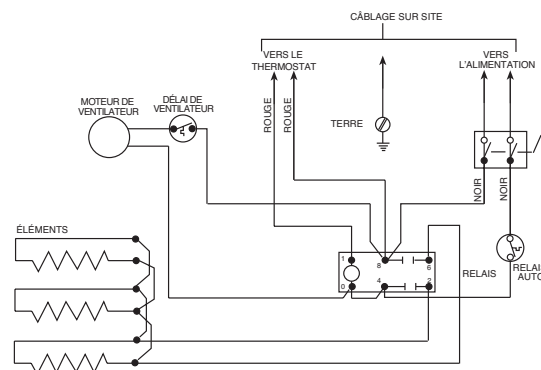 CÂBLAGE SUR SITE
VERS LE
THERMOSTAT
VERS
L'ALIMENTATION
MOTEUR DE
VENTILATEUR
DÉLAI DE
VENTILATEUR
ROUGE
ROUGE
TERRE
NOIR
NOIR
ÉLÉMENTS
1
8
6
0
4
2
RELAIS
RELAI
AUTO